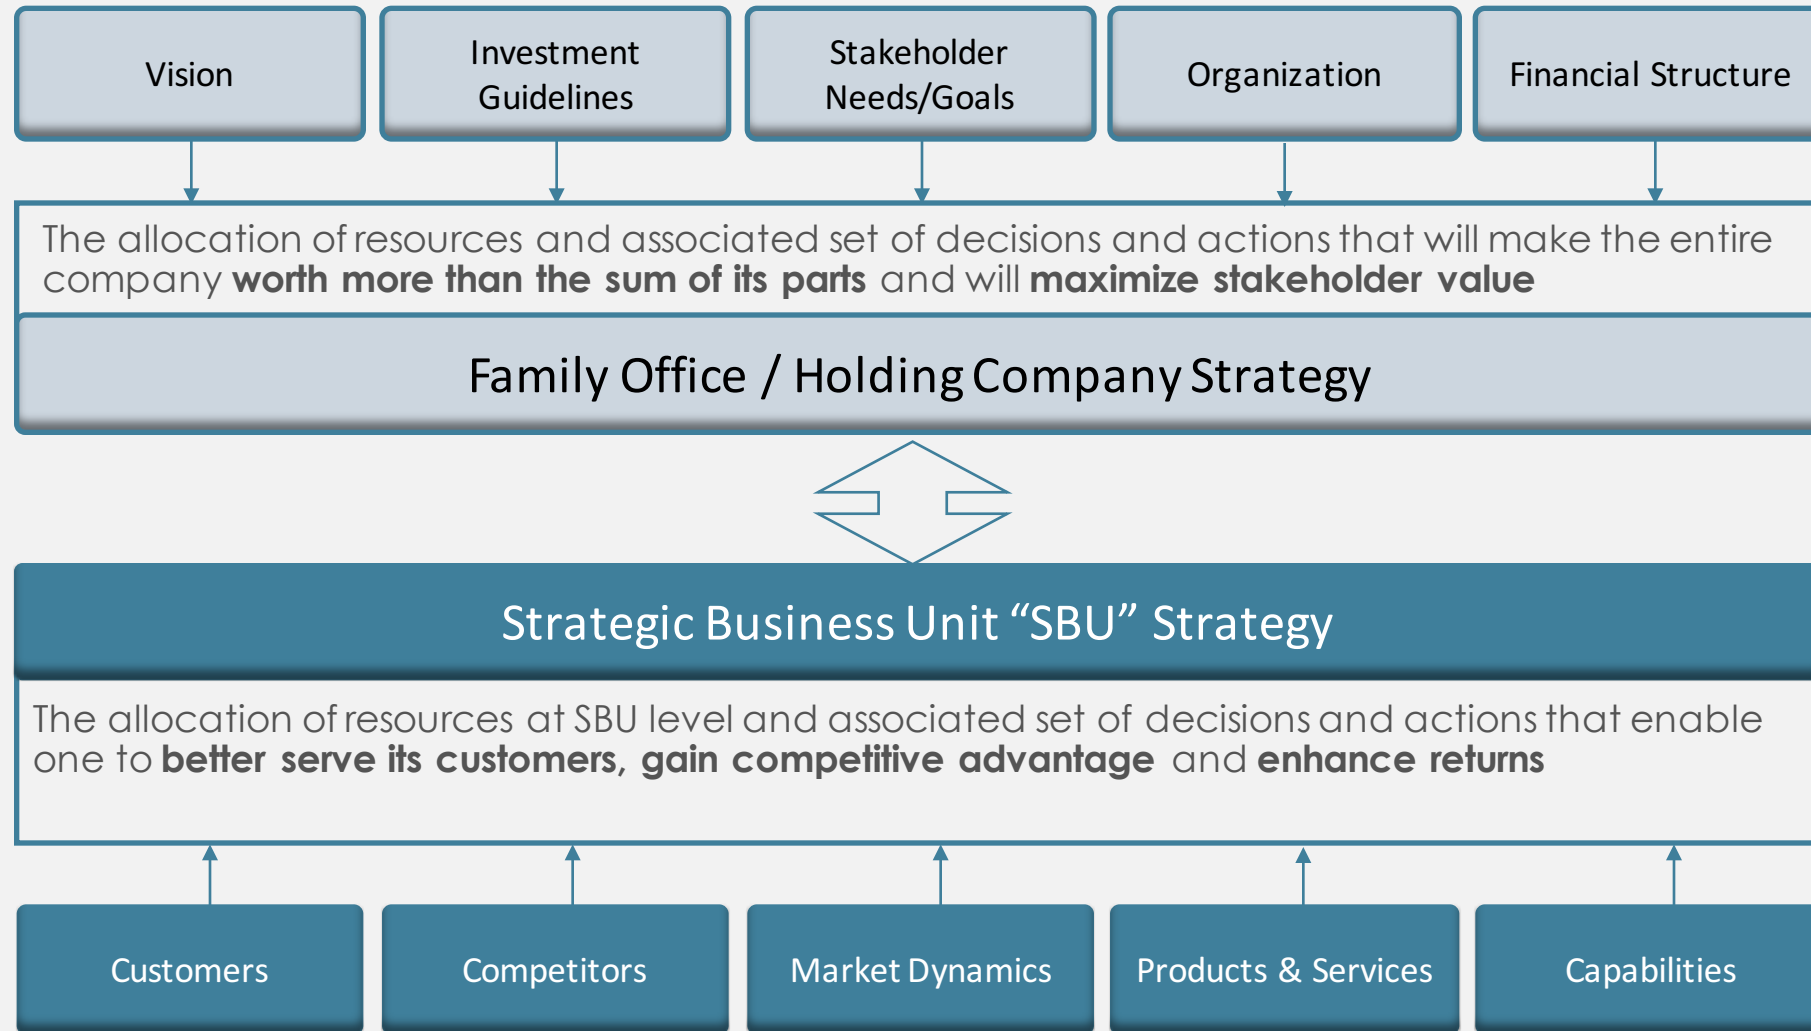 Vision
Investment
Guidelines
Stakeholder
Needs/Goals
Organization
Financial Structure
The allocation of resources and associated set of decisions and actions that will make the entire
company worth more than the sum of its parts and will maximize stakeholder value
Family Office / Holding Company Strategy
Strategic Business Unit “SBU” Strategy
The allocation of resources at SBU level and associated set of decisions and actions that enable
one to better serve its customers, gain competitive advantage and enhance returns
Customers
Competitors
Market Dynamics
Products & Services
Capabilities